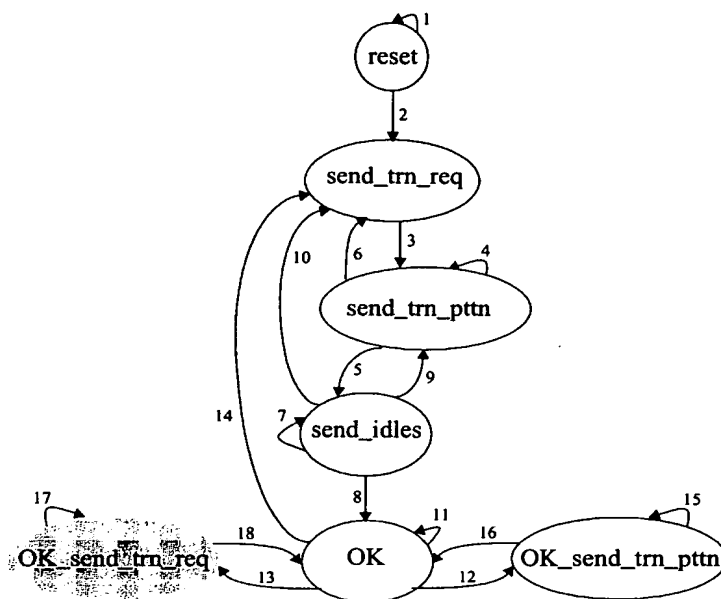 1
reset
2
send_trn_req
10
6
3
4
send_trn_pttn
5
9
14
7
send_idles
17
8
11
15
18
16
OK_send_trn_req
OK
OK_send_trn_pttn
13
12